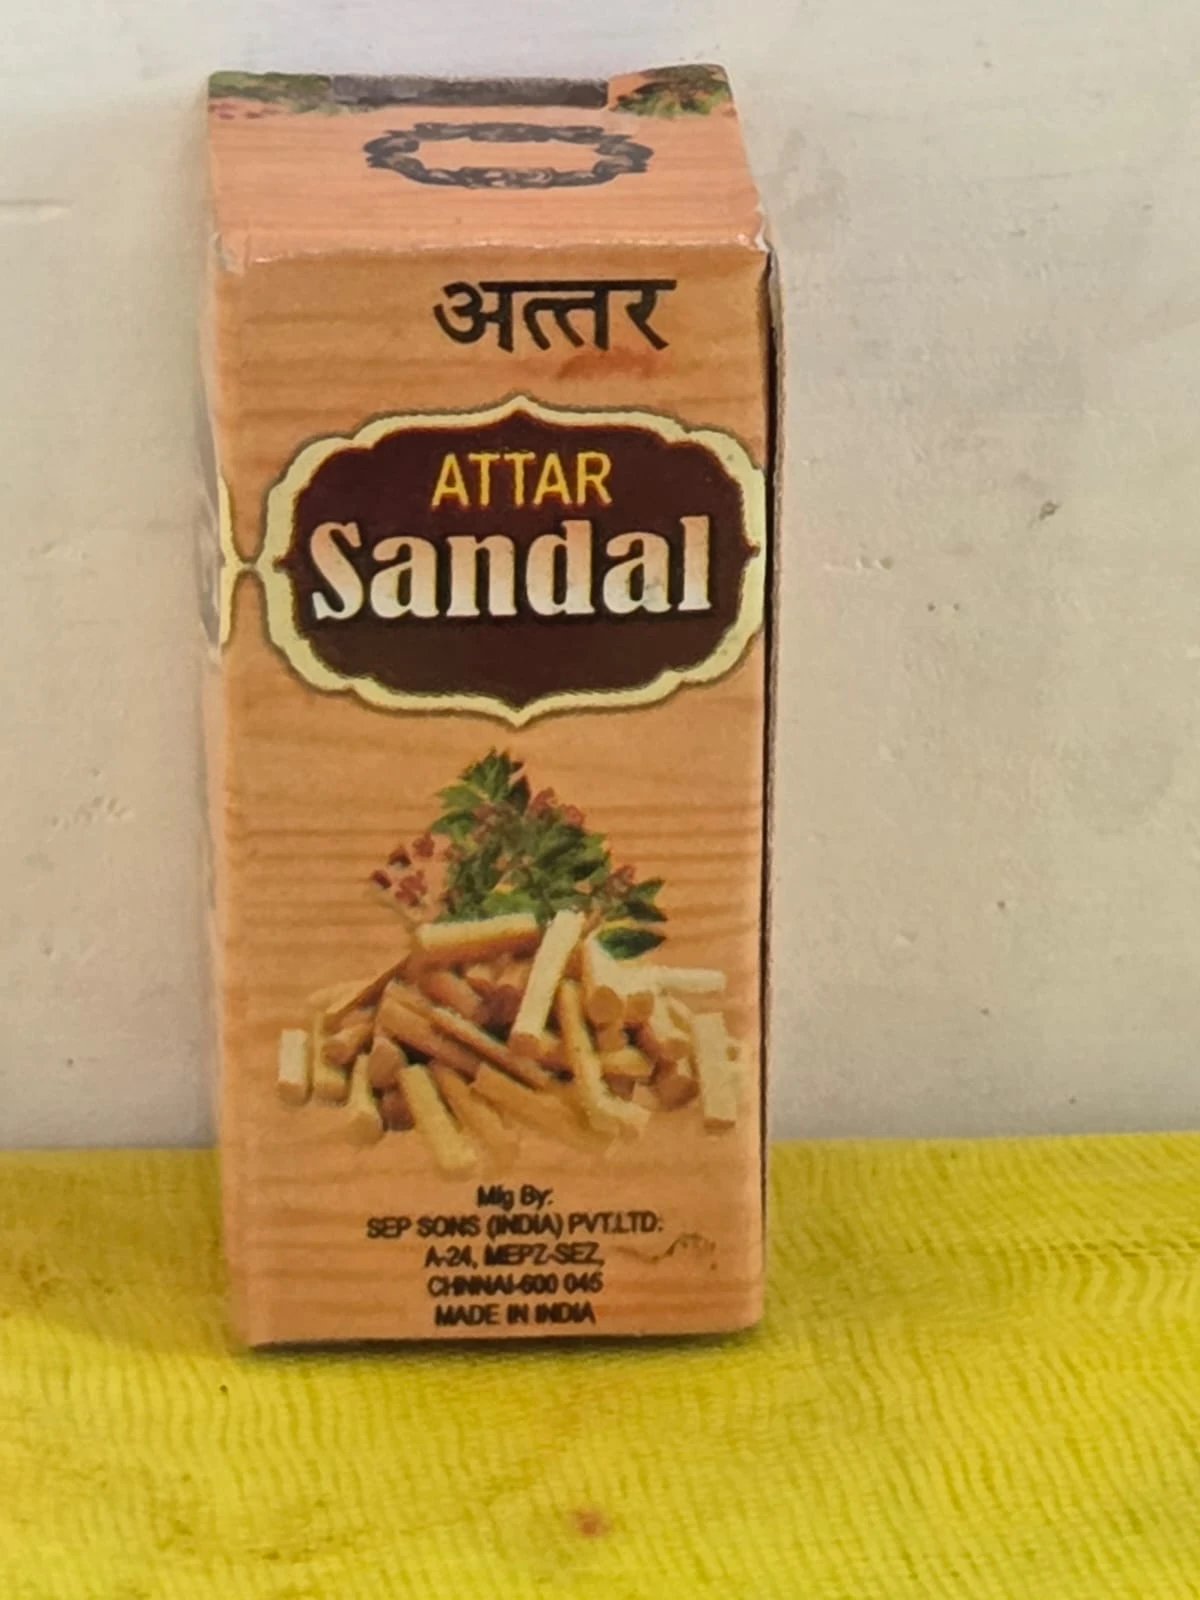 अत्तर
ATTAR
Sandal
Mfg By:
SEP SONS (INDIA) PVT.LTD:
A-24, MEPZ-SEZ,
CHNNAI-600 045
MADE IN INDIA